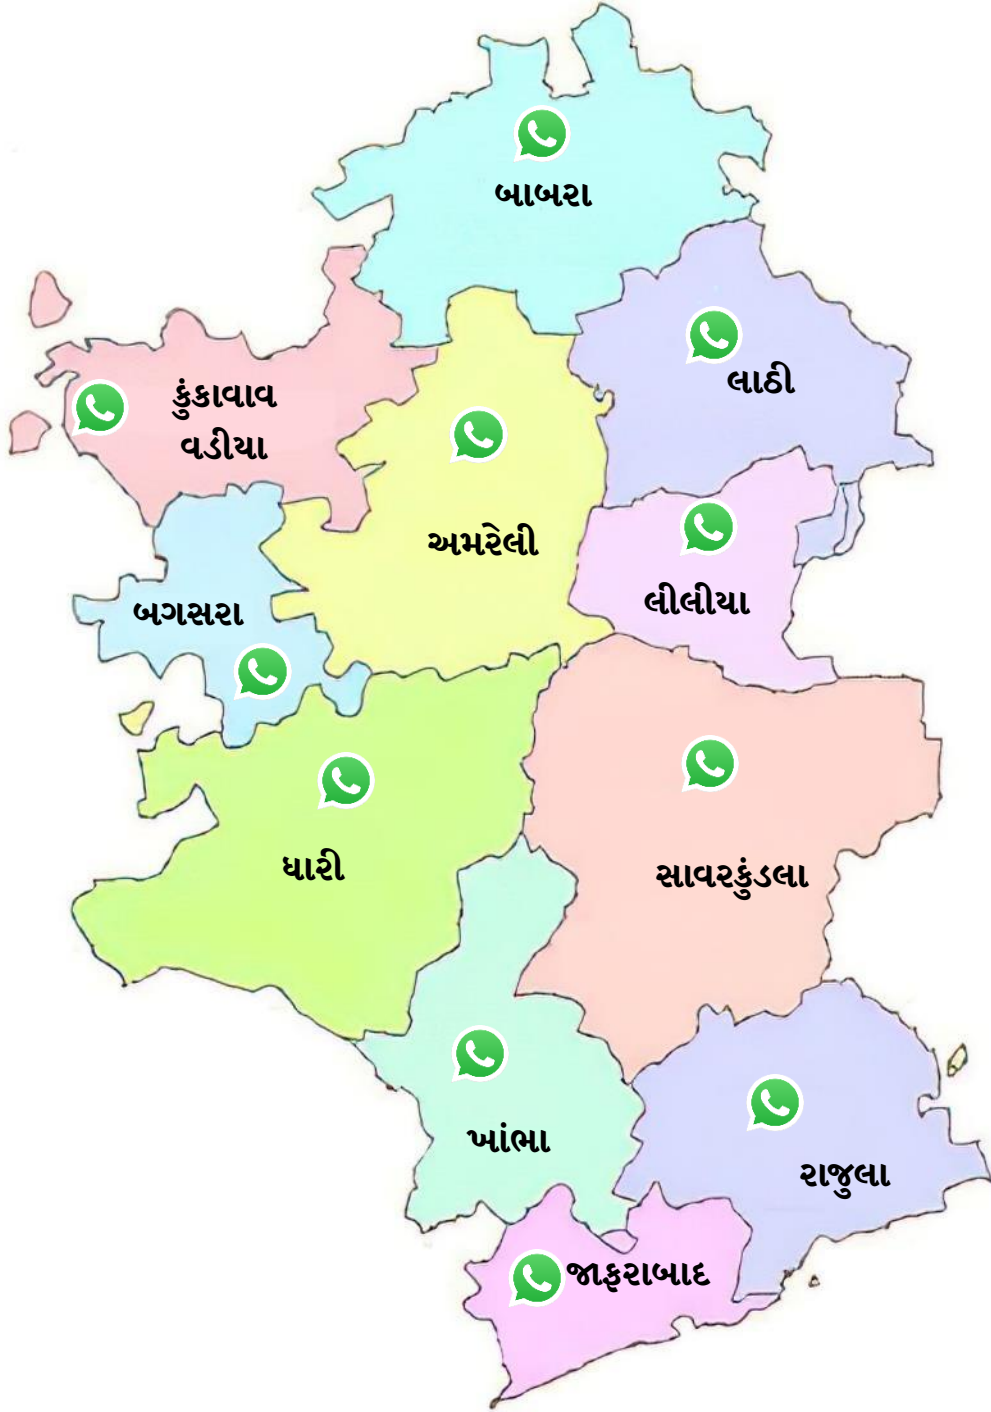 બાબરા
લાઠી
કુંકાવાવ
વડીયા
અમરેલી
લીલીયા
બગસરા
ધારી
સાવરકુંડલા
ખાંભા
રાજુલા
જાફરાબાદ